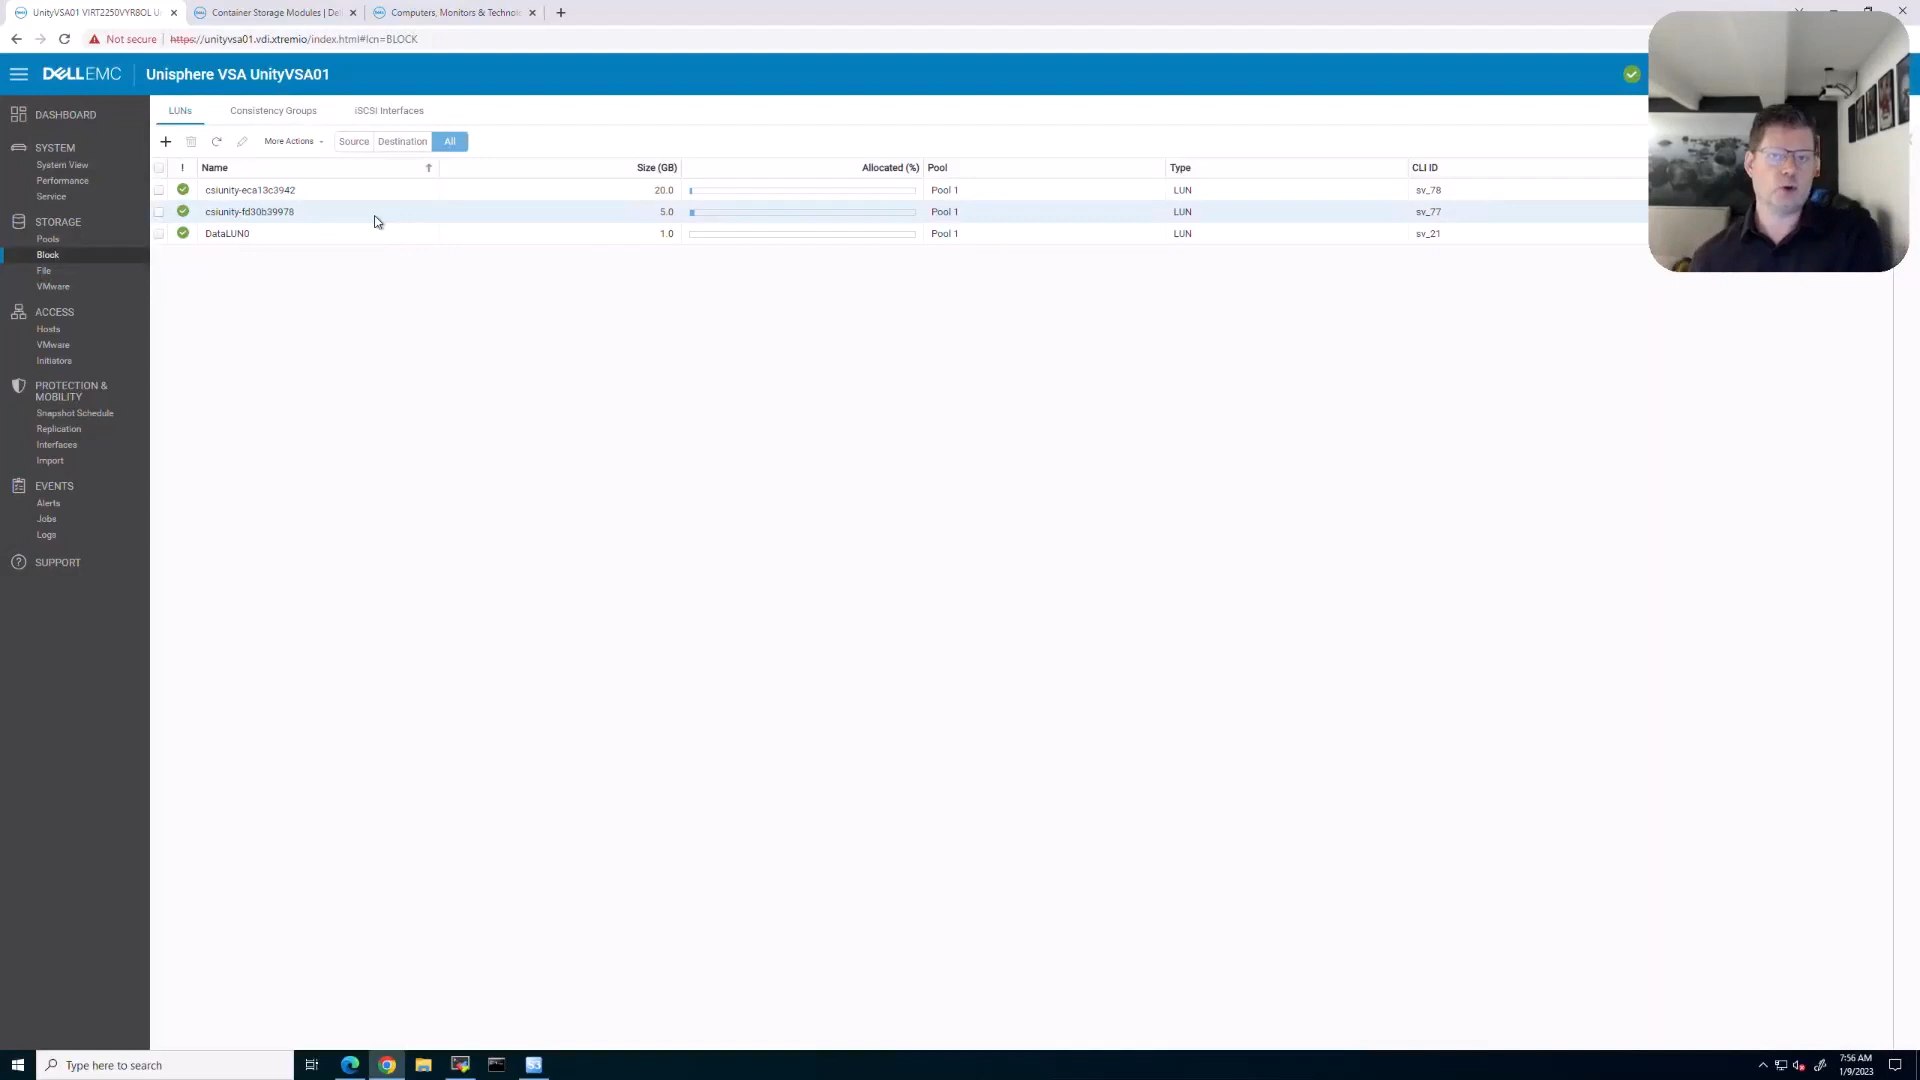 UnityVSA01 VIRT2250VYR8OL U
Container Storage Modules | De
Computers, Monitors & Technol
Not secure
https://unityvsa01.vdi.xtremio/index.html#lcn=BLOCK
DELLEMC
Unisphere VSA UnityVSA01
DASHBOARD
SYSTEM
System View
Performance
Service
STORAGE
Pools
Block
File
VMware
ACCESS
Hosts
VMware
Initiators
PROTECTION &
MOBILITY
Snapshot Schedule
Replication
Interfaces
Import
EVENTS
Alerts
Jobs
Logs
SUPPORT
LUNs Consistency Groups iSCSI Interfaces
More Actions Source Destination All
! Name Size (GB) Allocated (%) Pool Type CLI ID
csiunity-eca13c3942 20.0 Pool 1 LUN sv_78
csiunity-fd30b39978 5.0 Pool 1 LUN sv_77
DataLUN0 1.0 Pool 1 LUN sv_21
Type here to search
7:56 AM
1/9/2023